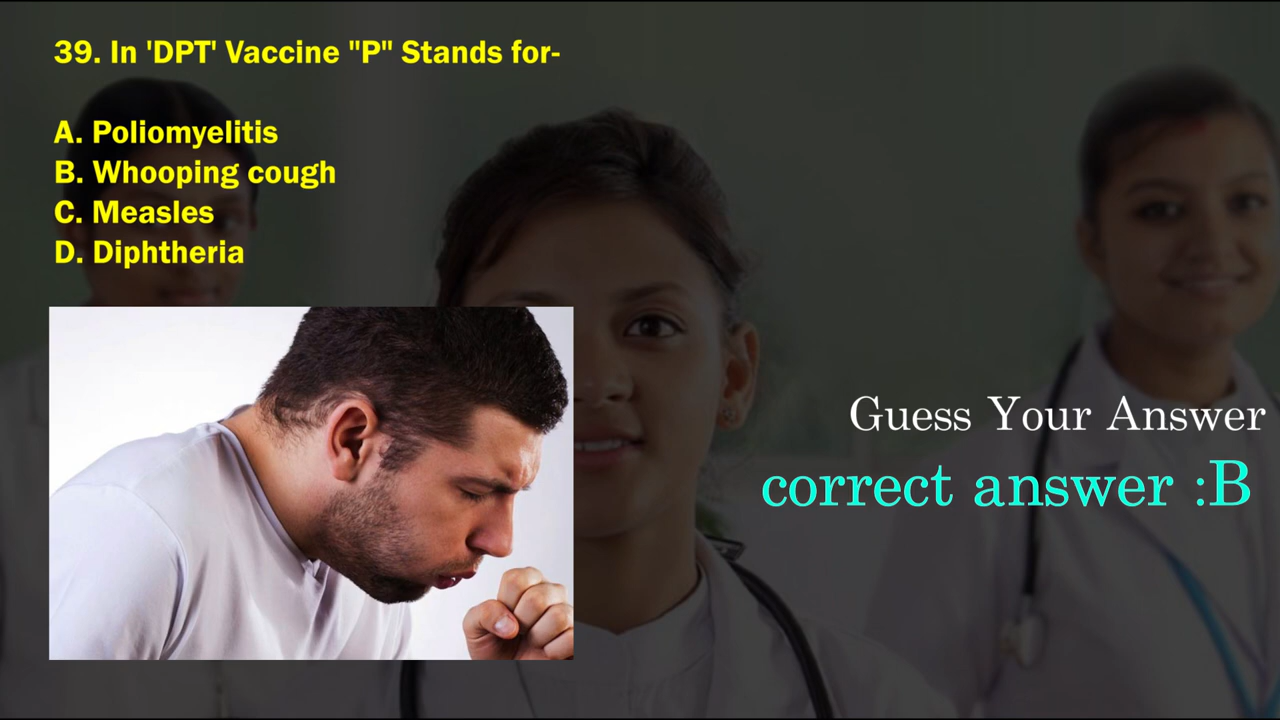 39. In 'DPT' Vaccine "P" Stands for-
A. Poliomyelitis
B. Whooping cough
C. Measles
D. Diphtheria
Guess Your Answer
correct answer :B